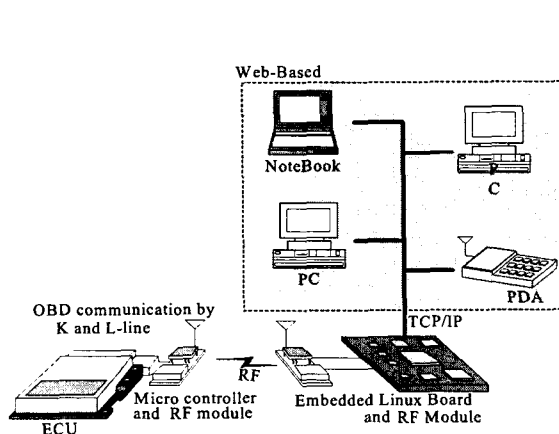 Web-Based
NoteBook
P
C
PC
PDA
TCP/IP
OBD communication by
K and L-line
RF
ECU
Micro controller
and RF module
Embedded Linux Board
and RF Module